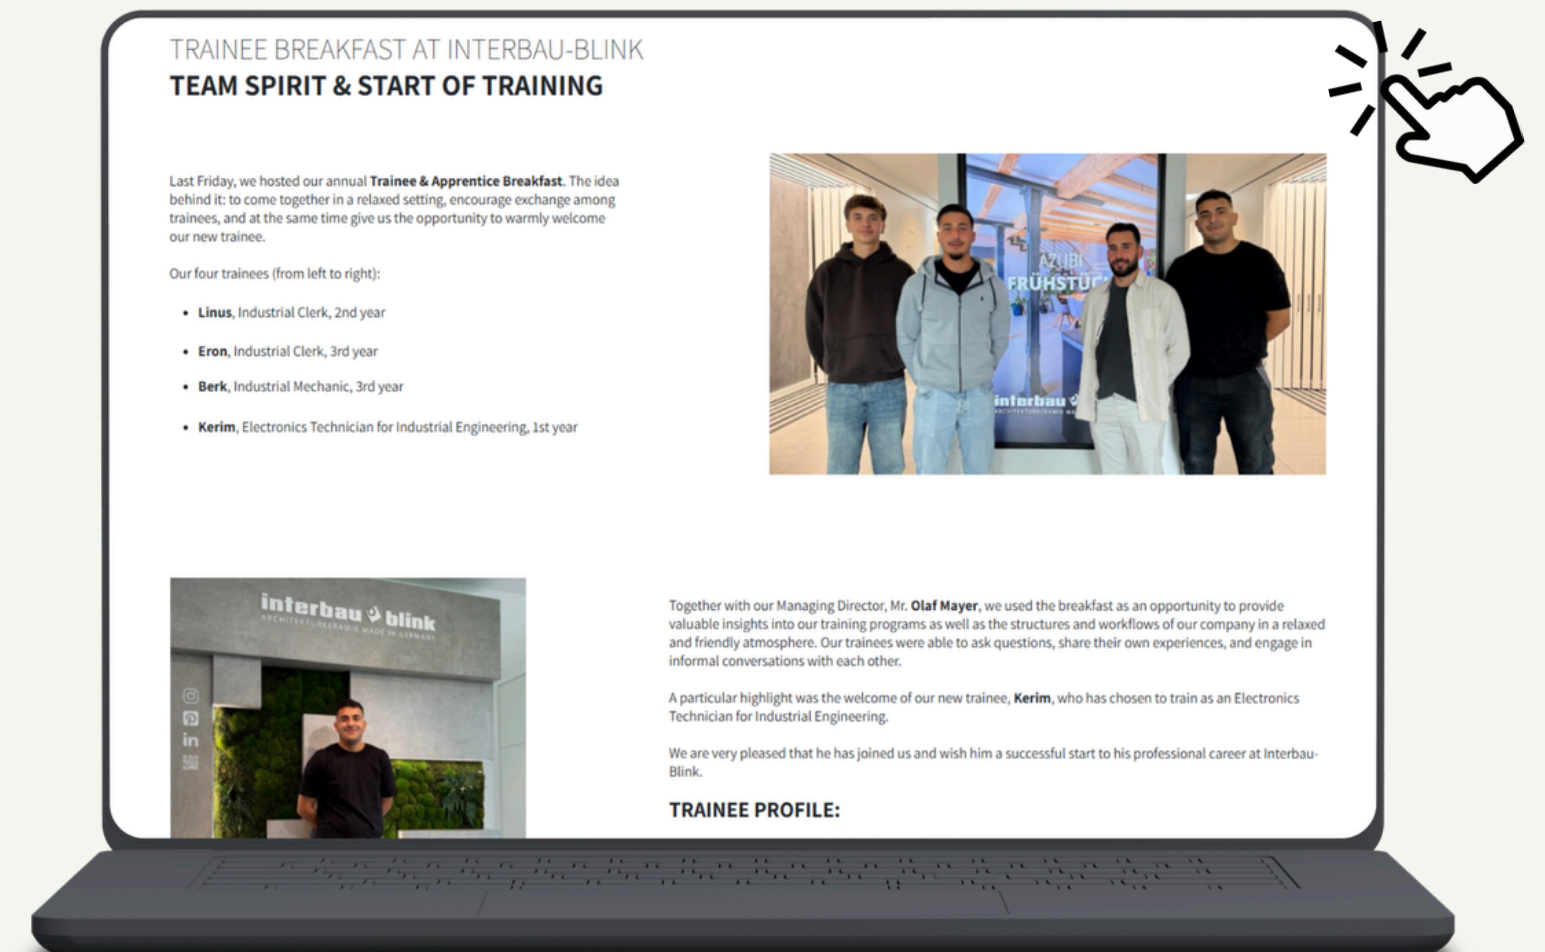 TRAINEE BREAKFAST AT INTERBAU-BLINK
TEAM SPIRIT & START OF TRAINING
Last Friday, we hosted our annual Trainee & Apprentice Breakfast. The idea
behind it: to come together in a relaxed setting, encourage exchange among
trainees, and at the same time give us the opportunity to warmly welcome
our new trainee.
Our four trainees (from left to right):
• Linus, Industrial Clerk, 2nd year
• Eron, Industrial Clerk, 3rd year
• Berk, Industrial Mechanic, 3rd year
• Kerim, Electronics Technician for Industrial Engineering, 1st year
AZUBI
FRÜHSTÜC
interbau
interbau blink
ARCHITEKTURKERAMIK MADE IN GERMANY
in
Together with our Managing Director, Mr. Olaf Mayer, we used the breakfast as an opportunity to provide
valuable insights into our training programs as well as the structures and workflows of our company in a relaxed
and friendly atmosphere. Our trainees were able to ask questions, share their own experiences, and engage in
informal conversations with each other.
A particular highlight was the welcome of our new trainee, Kerim, who has chosen to train as an Electronics
Technician for Industrial Engineering.
We are very pleased that he has joined us and wish him a successful start to his professional career at Interbau-
Blink.
TRAINEE PROFILE: